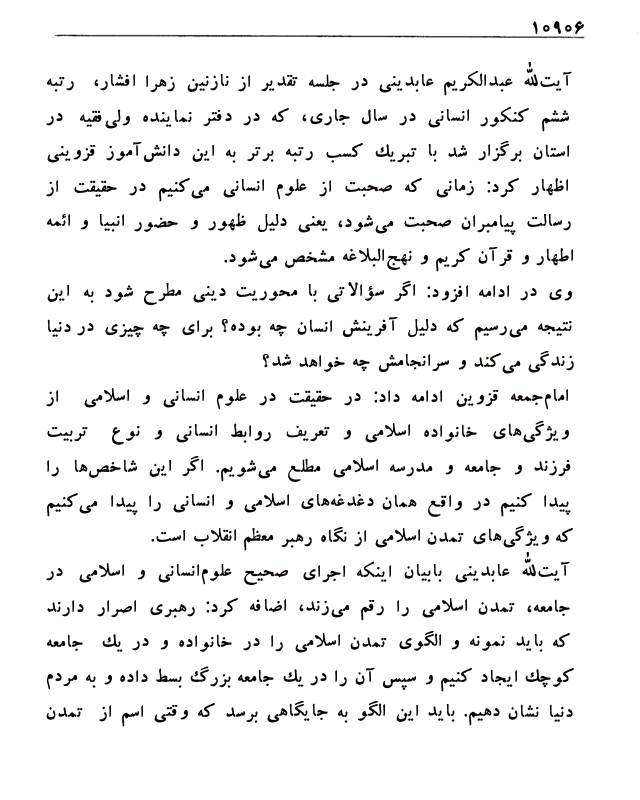 ۱۰۹۰۶
آیت‌الله عبدالکریم عابدینی در جلسه تقدیر از نازنین زهرا افشار، رتبه
ششم کنکور انسانی در سال جاری، که در دفتر نماینده ولی‌فقیه در
استان برگزار شد با تبریك کسب رتبه برتر به این دانش‌آموز قزوینی
اظهار کرد: زمانی که صحبت از علوم انسانی می‌کنیم در حقیقت از
رسالت پیامبران صحبت می‌شود، یعنی دلیل ظهور و حضور انبیا و ائمه
اطهار و قرآن کریم و نهج‌البلاغه مشخص می‌شود.
وی در ادامه افزود: اگر سؤالاتی با محوریت دینی مطرح شود به این
نتیجه می‌رسیم که دلیل آفرینش انسان چه بوده؟ برای چه چیزی در دنیا
زندگی می‌کند و سرانجامش چه خواهد شد؟
امام‌جمعه قزوین ادامه داد: در حقیقت در علوم انسانی و اسلامی از
ویژگی‌های خانواده اسلامی و تعریف روابط انسانی و نوع تربیت
فرزند و جامعه و مدرسه اسلامی مطلع می‌شویم. اگر این شاخص‌ها را
پیدا کنیم در واقع همان دغدغه‌های اسلامی و انسانی را پیدا می‌کنیم
که ویژگی‌های تمدن اسلامی از نگاه رهبر معظم انقلاب است.
آیت‌الله عابدینی بابیان اینکه اجرای صحیح علوم‌انسانی و اسلامی در
جامعه، تمدن اسلامی را رقم می‌زند، اضافه کرد: رهبری اصرار دارند
که باید نمونه و الگوی تمدن اسلامی را در خانواده و در یك جامعه
کوچك ایجاد کنیم و سپس آن را در یك جامعه بزرگ بسط داده و به مردم
دنیا نشان دهیم. باید این الگو به جایگاهی برسد که وقتی اسم از تمدن